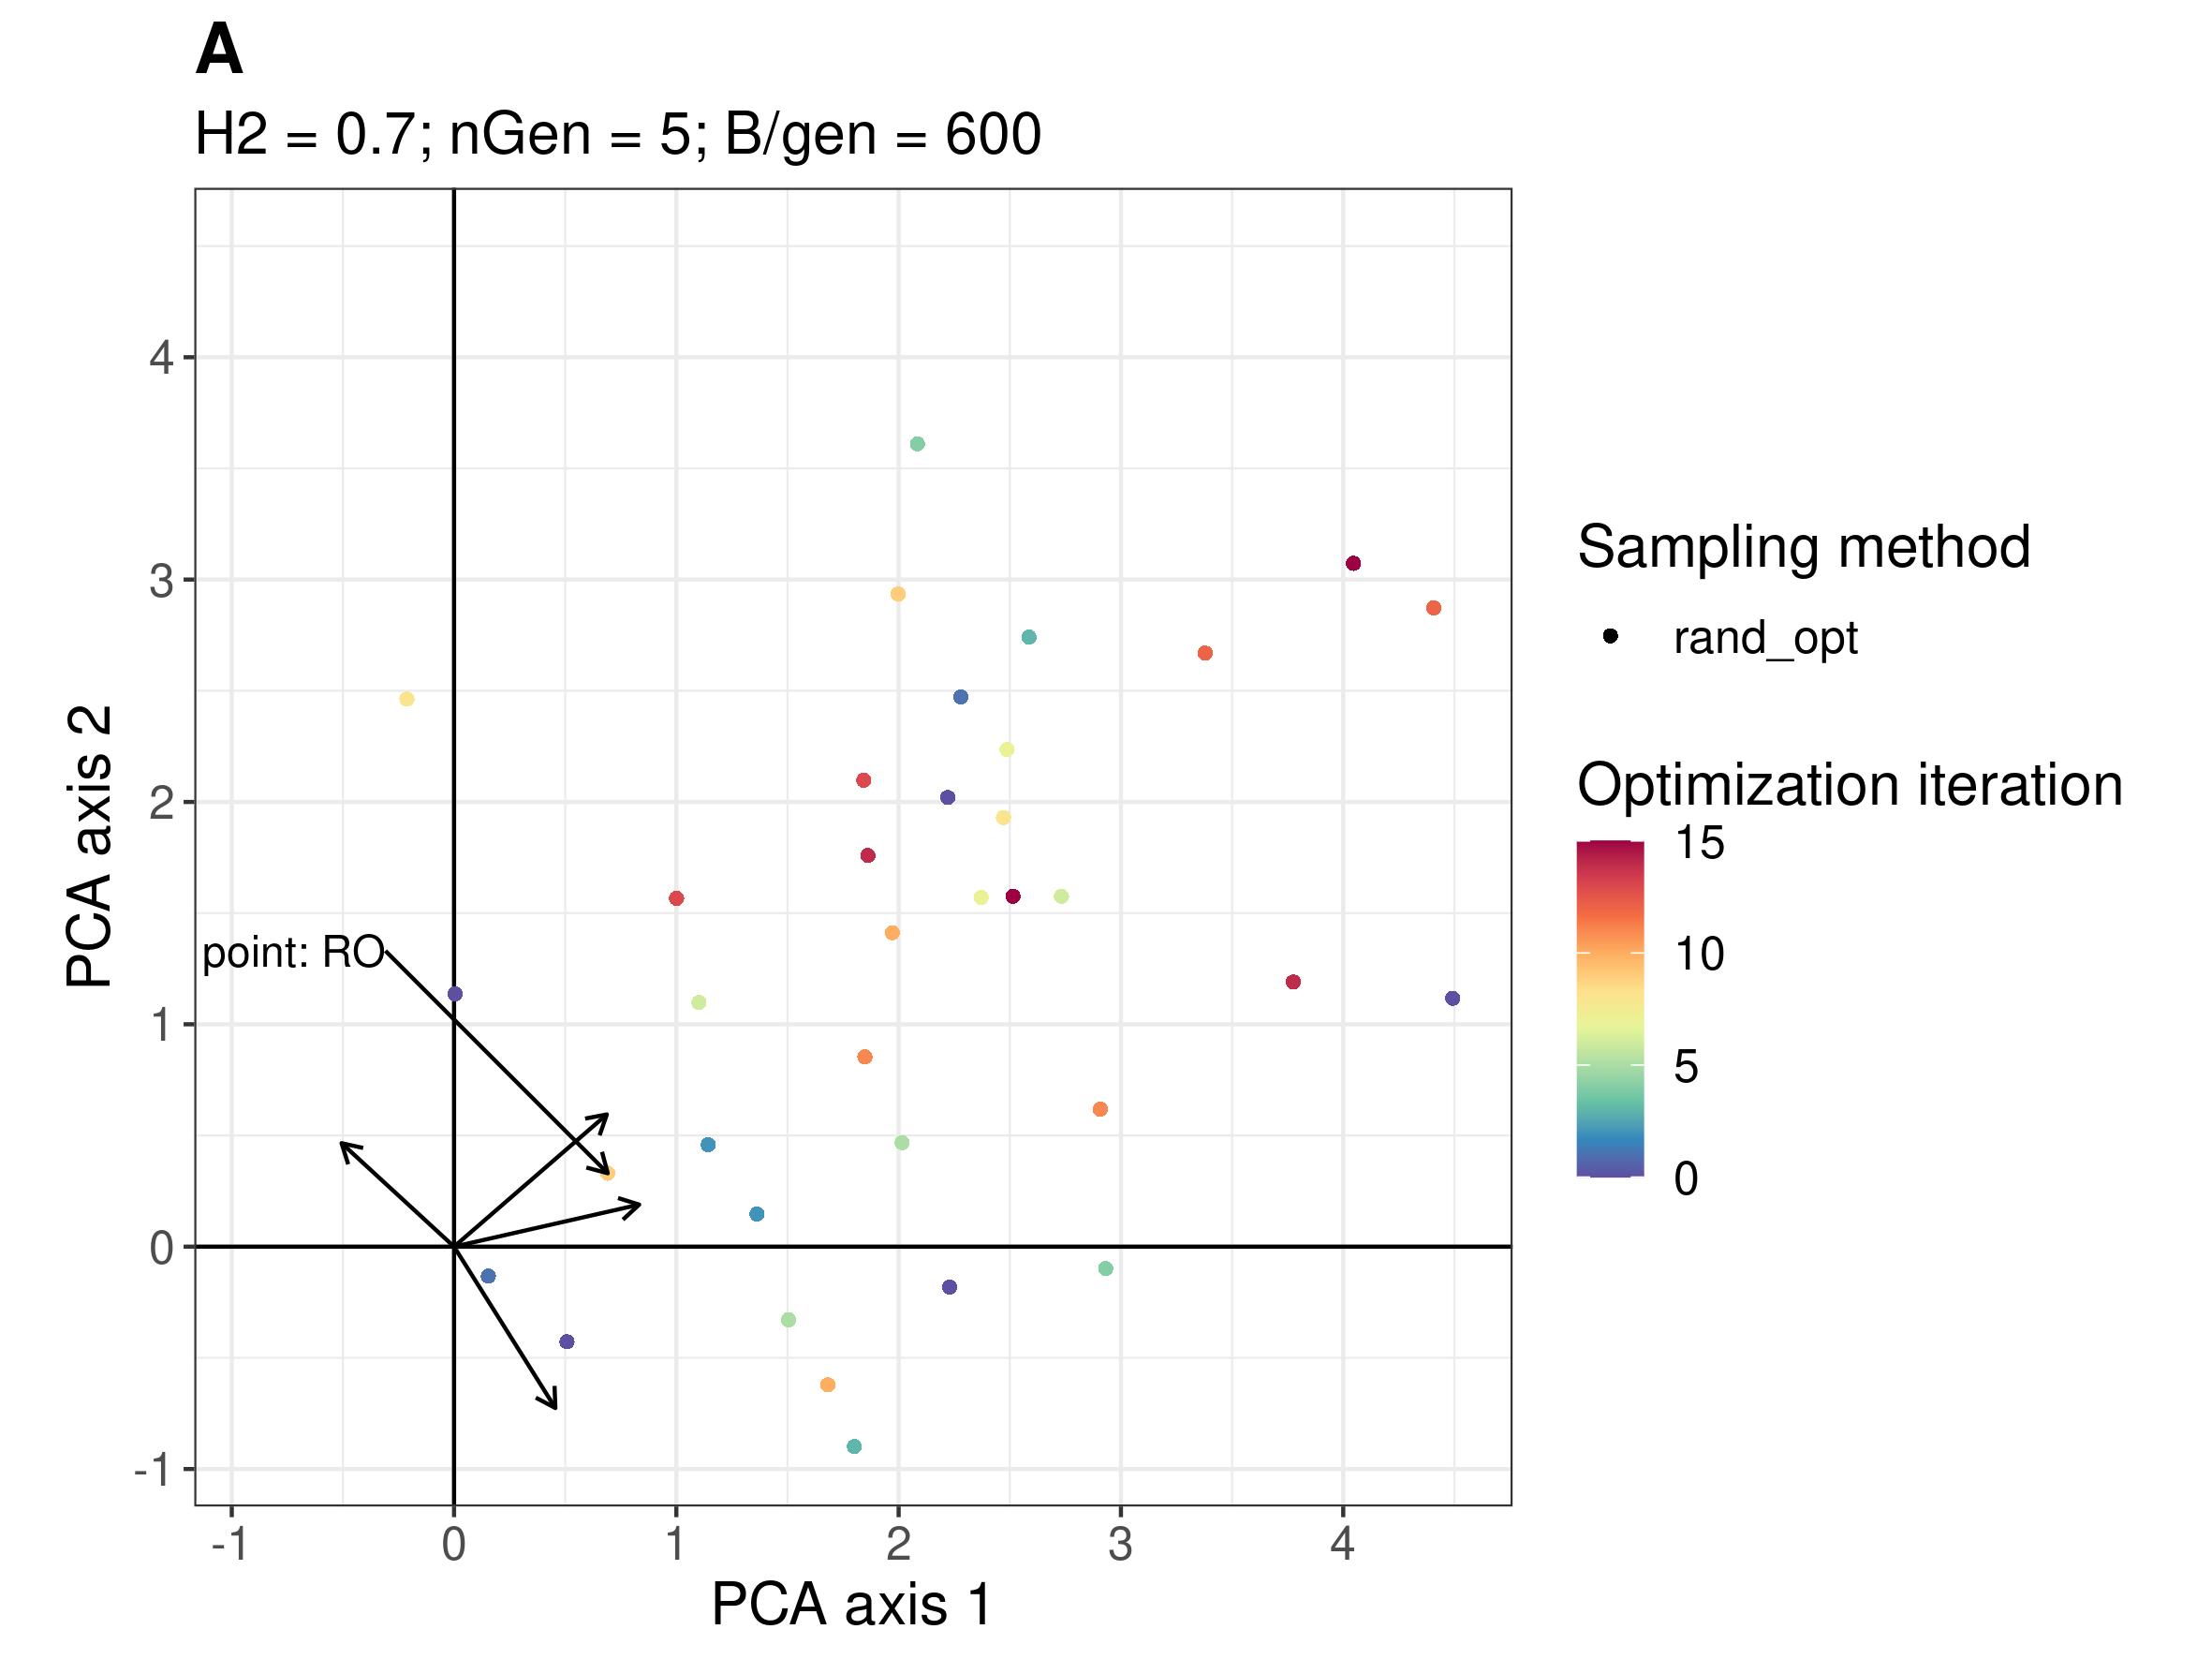 A
H2 = 0.7; nGen = 5; B/gen = 600
PCA axis 2
4
3
2
1
0
-1
point: RO
-1
0
1
2
3
4
PCA axis 1
Sampling method
rand_opt
Optimization iteration
15
10
5
0